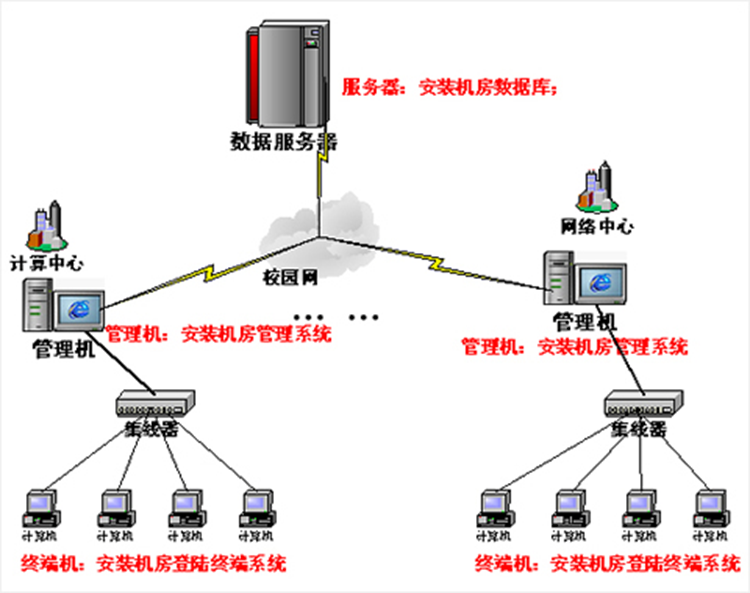 服务器：安装机房数据库；
数据服务器
网络中心
计算中心
校园网
… …
管理机
管理机：安装机房管理系统
管理机
管理机：安装机房管理系统
集线器
集线器
计算机 计算机 计算机 计算机
计算机 计算机 计算机 计算机
终端机：安装机房登陆终端系统
终端机：安装机房登陆终端系统